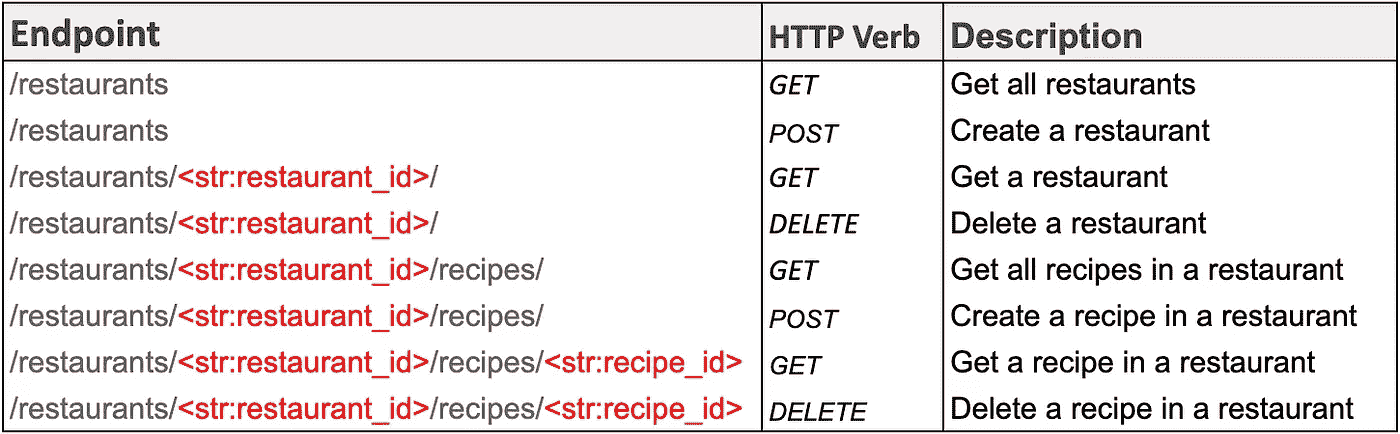 Endpoint HTTP Verb Description
/restaurants GET Get all restaurants
/restaurants POST Create a restaurant
/restaurants/<str:restaurant_id>/ GET Get a restaurant
/restaurants/<str:restaurant_id>/ DELETE Delete a restaurant
/restaurants/<str:restaurant_id>/recipes/ GET Get all recipes in a restaurant
/restaurants/<str:restaurant_id>/recipes/ POST Create a recipe in a restaurant
/restaurants/<str:restaurant_id>/recipes/<str:recipe_id> GET Get a recipe in a restaurant
/restaurants/<str:restaurant_id>/recipes/<str:recipe_id> DELETE Delete a recipe in a restaurant